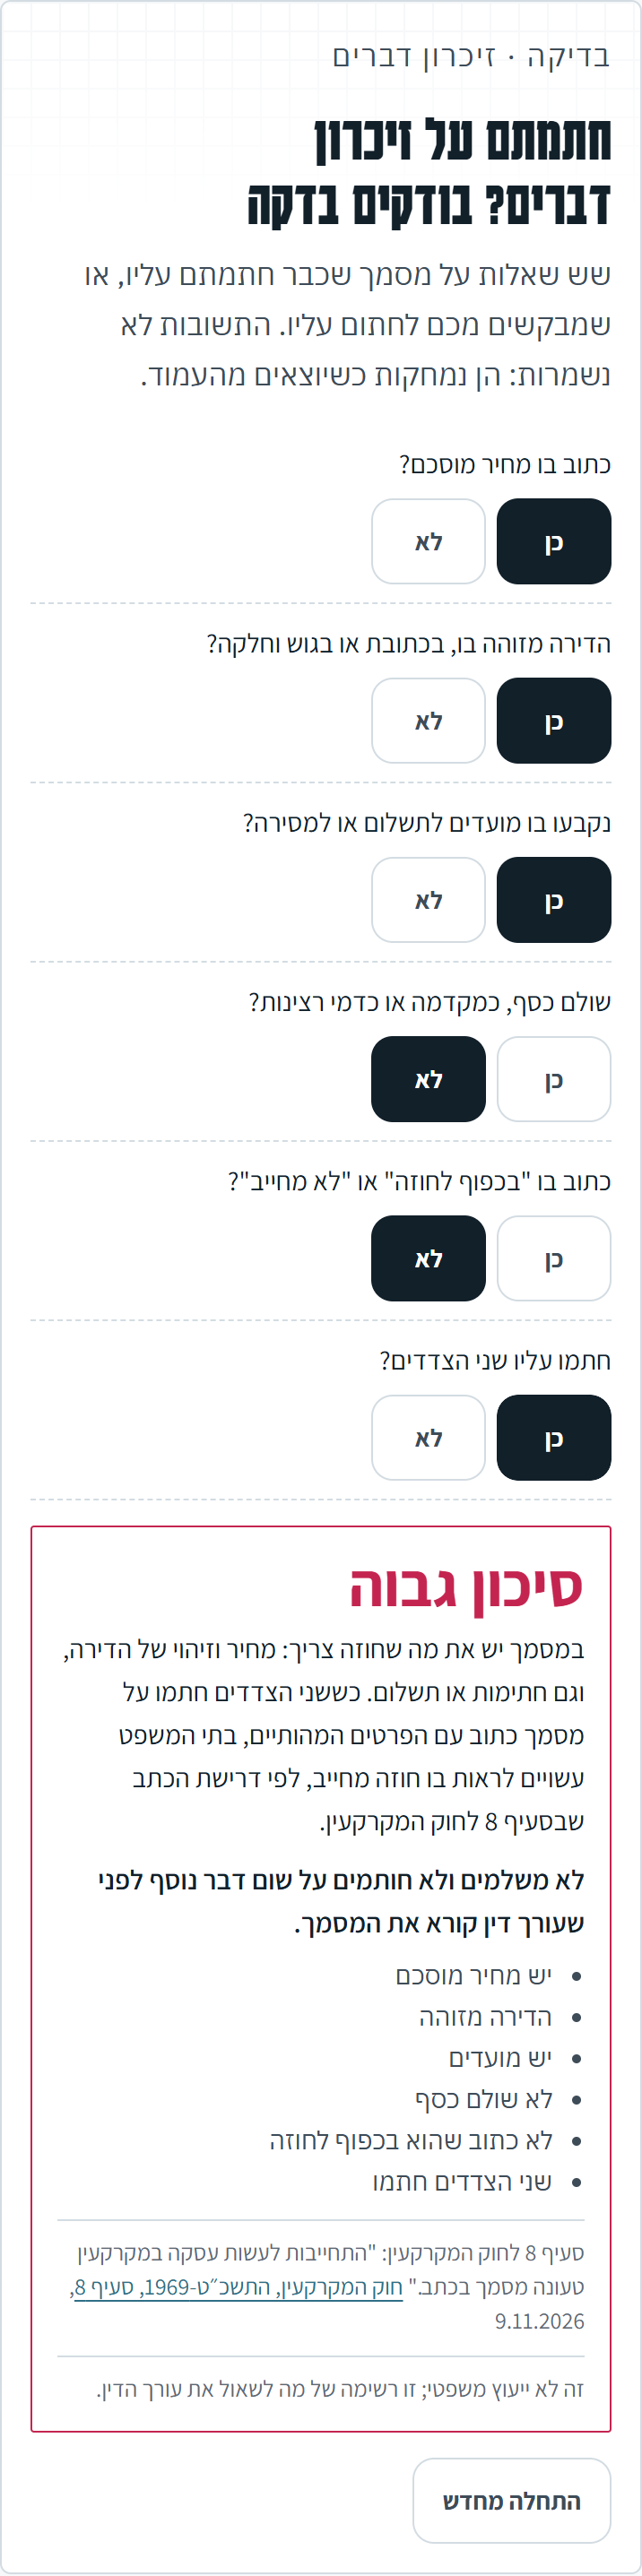 בדיקה · זיכרון דברים
חתמתם על זיכרון
דברים? בודקים בדקה
שש שאלות על מסמך שכבר חתמתם עליו, או
שמבקשים מכם לחתום עליו. התשובות לא
נשמרות: הן נמחקות כשיוצאים מהעמוד.
כתוב בו מחיר מוסכם?
כן
לא
הדירה מזוהה בו, בכתובת או בגוש וחלקה?
כן
לא
נקבעו בו מועדים לתשלום או למסירה?
כן
לא
שולם כסף, כמקדמה או כדמי רצינות?
כן
לא
כתוב בו "בכפוף לחוזה" או "לא מחייב"?
כן
לא
חתמו עליו שני הצדדים?
כן
לא
סיכון גבוה
במסמך יש את מה שחוזה צריך: מחיר וזיהוי של הדירה,
וגם חתימות או תשלום. כששני הצדדים חתמו על
מסמך כתוב עם הפרטים המהותיים, בתי המשפט
עשויים לראות בו חוזה מחייב, לפי דרישת הכתב
שבסעיף 8 לחוק המקרקעין.
לא משלמים ולא חותמים על שום דבר נוסף לפני
שעורך דין קורא את המסמך.
• יש מחיר מוסכם
• הדירה מזוהה
• יש מועדים
• לא שולם כסף
• לא כתוב שהוא בכפוף לחוזה
• שני הצדדים חתמו
סעיף 8 לחוק המקרקעין: "התחייבות לעשות עסקה במקרקעין
טעונה מסמך בכתב." חוק המקרקעין, התשכ״ט-1969, סעיף 8,
9.11.2026
זה לא ייעוץ משפטי; זו רשימה של מה לשאול את עורך הדין.
התחלה מחדש